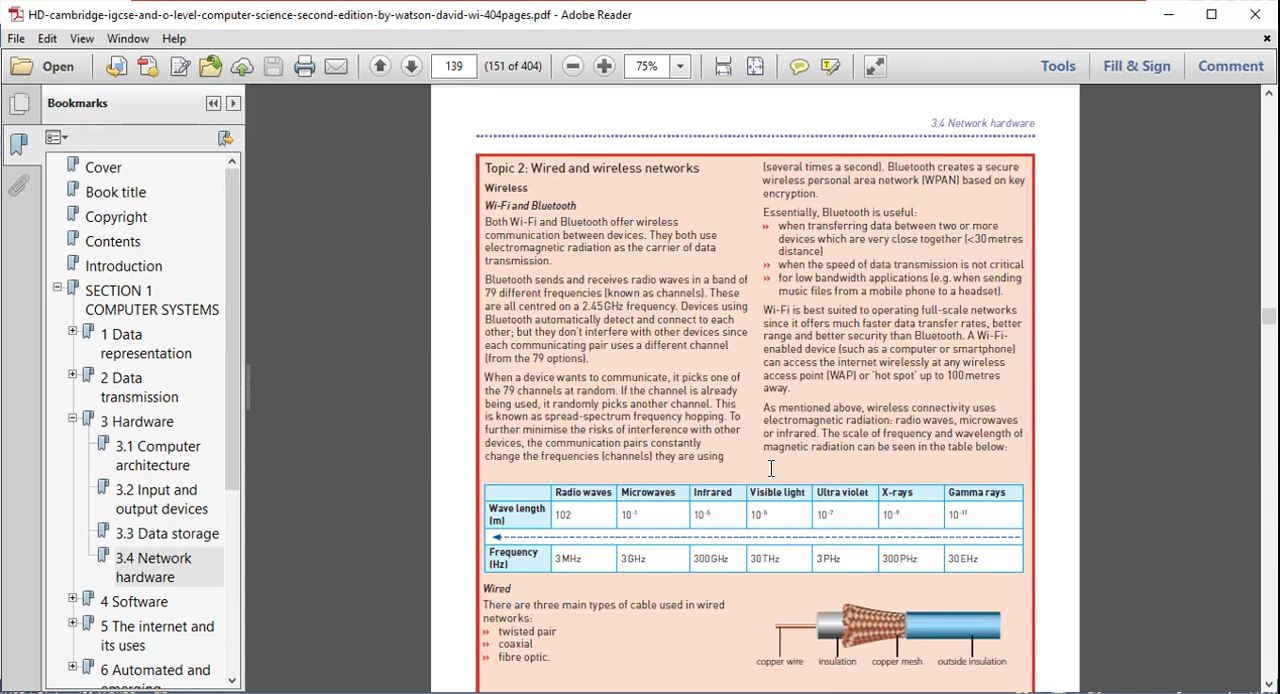 HD-cambridge-igcse-and-o-level-computer-science-second-edition-by-watson-david-wi-404pages.pdf - Adobe Reader
File Edit View Window Help
Open 139 (151 of 404) 75% Tools Fill & Sign Comment
Bookmarks
Cover
Book title
Copyright
Contents
Introduction
SECTION 1
COMPUTER SYSTEMS
1 Data
representation
2 Data
transmission
3 Hardware
3.1 Computer
architecture
3.2 Input and
output devices
3.3 Data storage
3.4 Network
hardware
4 Software
5 The internet and
its uses
6 Automated and
emerging
3.4 Network hardware
Topic 2: Wired and wireless networks
Wireless
Wi-Fi and Bluetooth
Both Wi-Fi and Bluetooth offer wireless
communication between devices. They both use
electromagnetic radiation as the carrier of data
transmission.
Bluetooth sends and receives radio waves in a band of
79 different frequencies (known as channels). These
are all centred on a 2.45 GHz frequency. Devices using
Bluetooth automatically detect and connect to each
other; but they don't interfere with other devices since
each communicating pair uses a different channel
(from the 79 options).
When a device wants to communicate, it picks one of
the 79 channels at random. If the channel is already
being used, it randomly picks another channel. This
is known as spread-spectrum frequency hopping. To
further minimise the risks of interference with other
devices, the communication pairs constantly
change the frequencies (channels) they are using
(several times a second). Bluetooth creates a secure
wireless personal area network (WPAN) based on key
encryption.
Essentially, Bluetooth is useful:
» when transferring data between two or more
devices which are very close together (<30 metres
distance)
» when the speed of data transmission is not critical
» for low bandwidth applications (e.g. when sending
music files from a mobile phone to a headset).
Wi-Fi is best suited to operating full-scale networks
since it offers much faster data transfer rates, better
range and better security than Bluetooth. A Wi-Fi-
enabled device (such as a computer or smartphone)
can access the internet wirelessly at any wireless
access point (WAP) or 'hot spot' up to 100 metres
away.
As mentioned above, wireless connectivity uses
electromagnetic radiation: radio waves, microwaves
or infrared. The scale of frequency and wavelength of
magnetic radiation can be seen in the table below:
Radio waves Microwaves Infrared Visible light Ultra violet X-rays Gamma rays
Wave length
(m) 102 10⁻¹ 10⁻⁵ 10⁻⁶ 10⁻⁷ 10⁻⁹ 10⁻¹¹
Frequency
(Hz) 3 MHz 3 GHz 300 GHz 30 THz 3 PHz 300 PHz 30 EHz
Wired
There are three main types of cable used in wired
networks:
» twisted pair
» coaxial
» fibre optic.
copper wire insulation copper mesh outside insulation